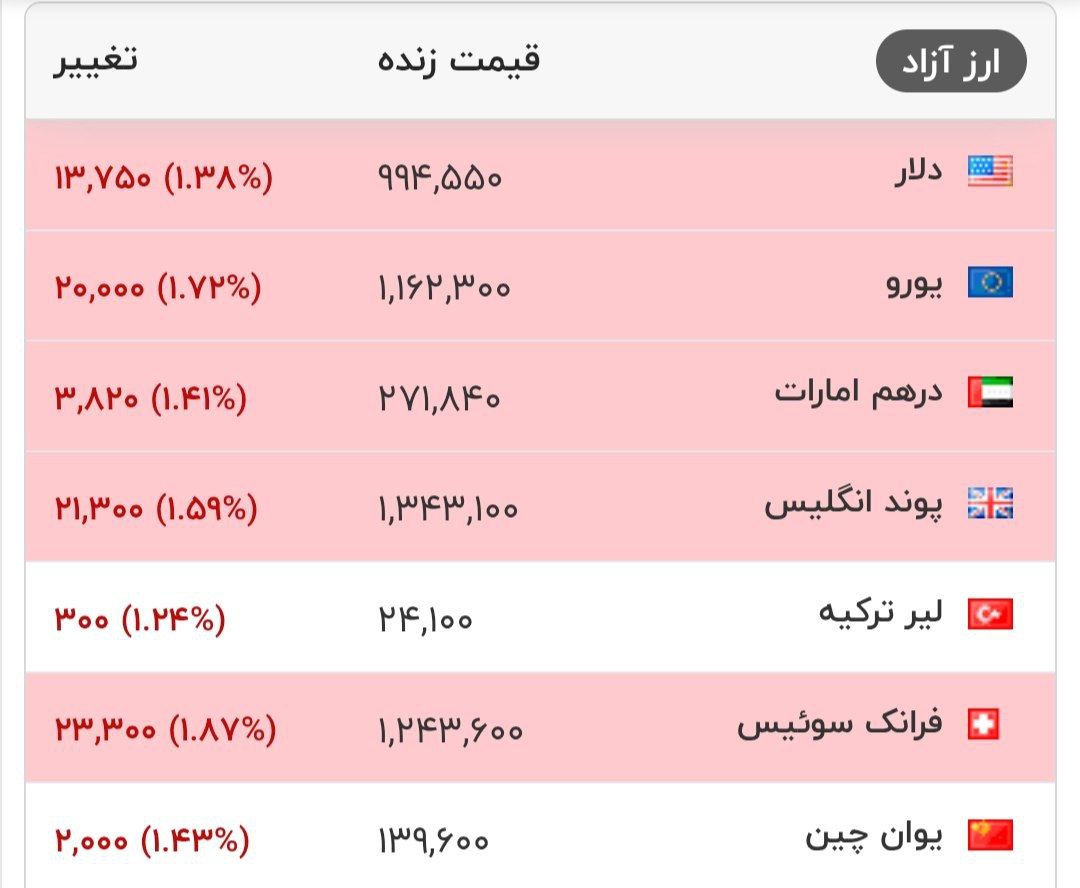 ارز آزاد قیمت زنده تغییر
دلار ۹۹۴,۵۵۰ (۱.۳۸%) ۱۳,۷۵۰
یورو ۱,۱۶۲,۳۰۰ (۱.۷۲%) ۲۰,۰۰۰
درهم امارات ۲۷۱,۸۴۰ (۱.۴۱%) ۳,۸۲۰
پوند انگلیس ۱,۳۴۳,۱۰۰ (۱.۵۹%) ۲۱,۳۰۰
لیر ترکیه ۲۴,۱۰۰ (۱.۲۴%) ۳۰۰
فرانک سوئیس ۱,۲۴۳,۶۰۰ (۱.۸۷%) ۲۳,۳۰۰
یوان چین ۱۳۹,۶۰۰ (۱.۴۳%) ۲,۰۰۰